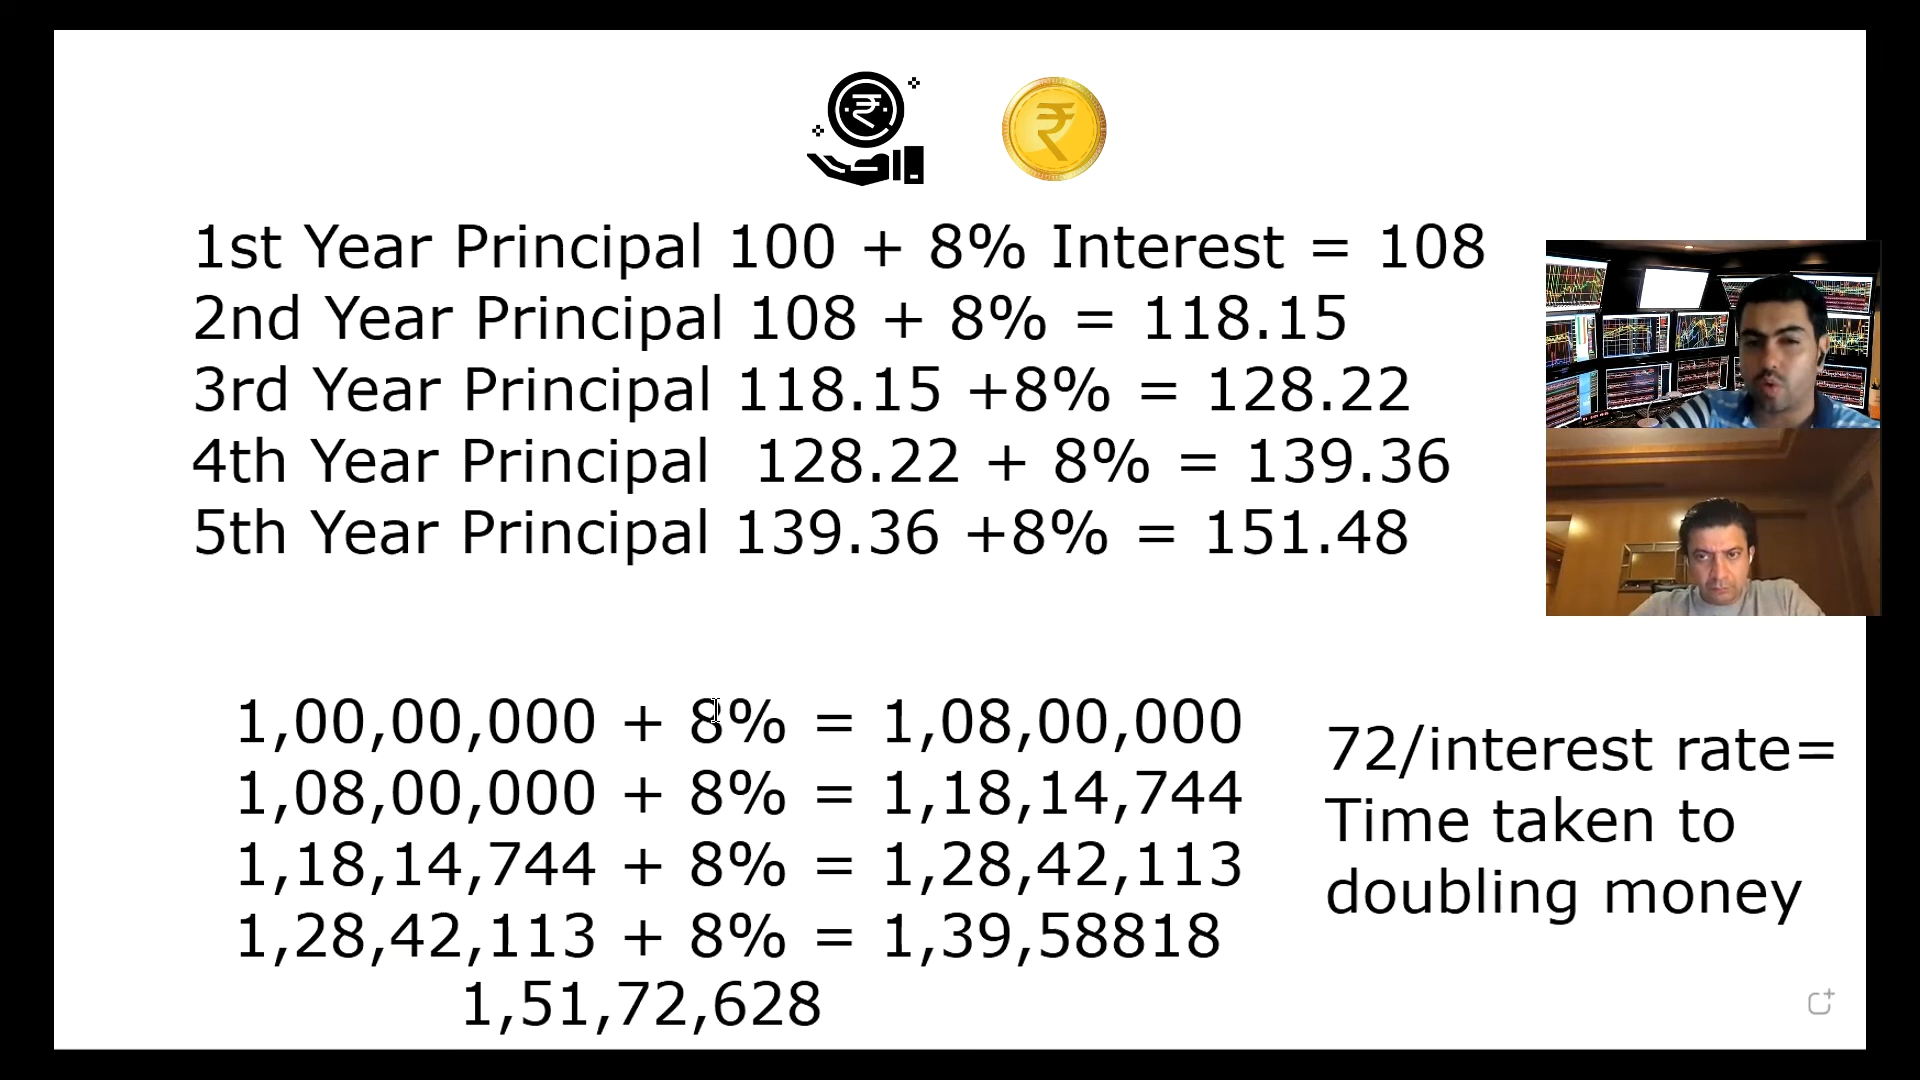 1st Year Principal 100 + 8% Interest = 108
2nd Year Principal 108 + 8% = 118.15
3rd Year Principal 118.15 +8% = 128.22
4th Year Principal 128.22 + 8% = 139.36
5th Year Principal 139.36 +8% = 151.48
1,00,00,000 + 8% = 1,08,00,000
1,08,00,000 + 8% = 1,18,14,744
1,18,14,744 + 8% = 1,28,42,113
1,28,42,113 + 8% = 1,39,58818
1,51,72,628
72/interest rate=
Time taken to
doubling money